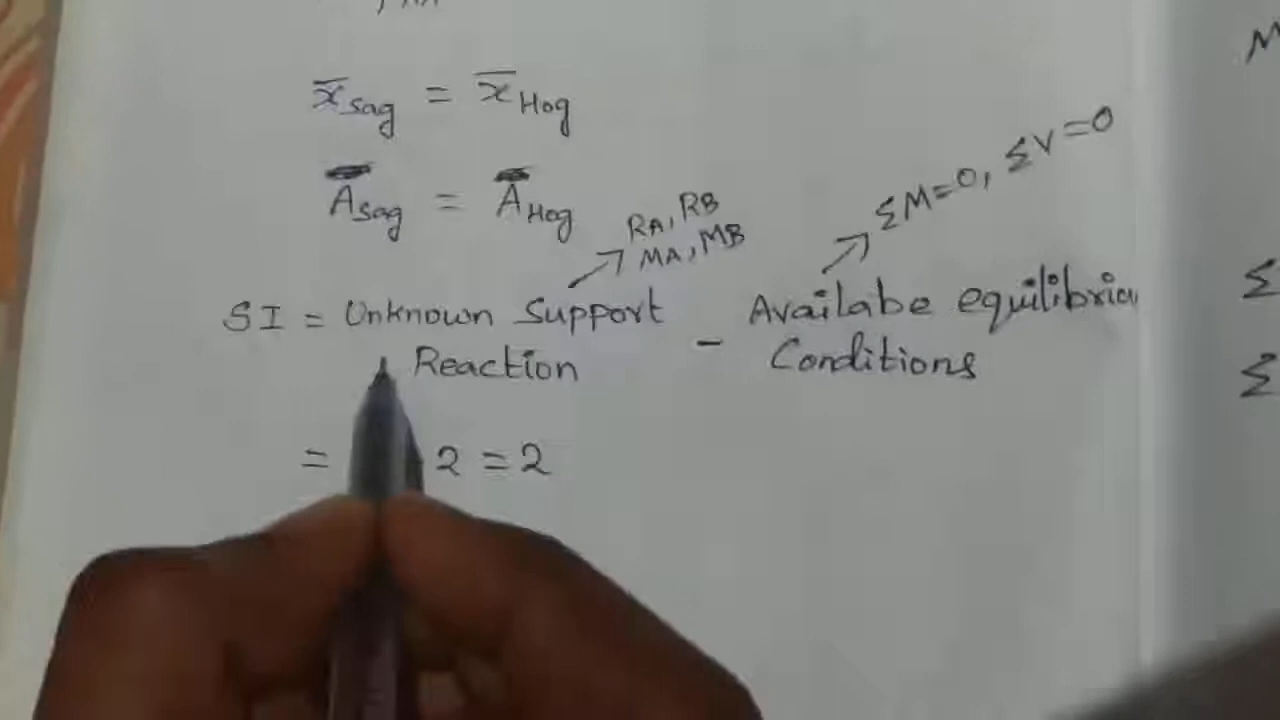 x̄Sag = x̄Hog
ĀSag = ĀHog
RA, RB
MA, MB
ΣM=0, ΣV=0
SI = Unknown Support Reaction - Availabe equilibria Conditions
= 2 = 2
M
Σ
Σ